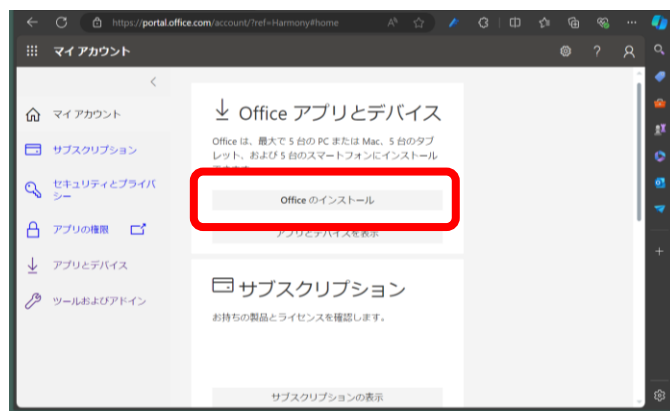 https://portal.office.com/account/?ref=Harmony#home
マイ アカウント
マイ アカウント
サブスクリプション
セキュリティとプライバ
シー
アプリの権限
アプリとデバイス
ツールおよびアドイン
Office アプリとデバイス
Office は、最大で 5 台の PC または Mac、5 台のタブ
レット、および 5 台のスマートフォンにインストール
Office のインストール
アプリとデバイスを表示
サブスクリプション
お持ちの製品とライセンスを確認します。
サブスクリプションの表示